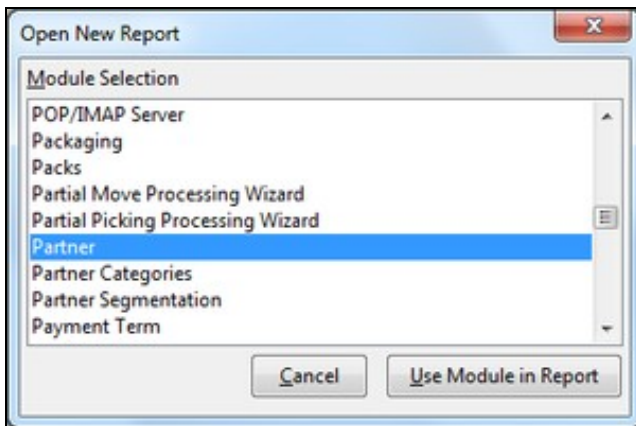 Open New Report
Module Selection
POP/IMAP Server
Packaging
Packs
Partial Move Processing Wizard
Partial Picking Processing Wizard
Partner
Partner Categories
Partner Segmentation
Payment Term
Cancel Use Module in Report